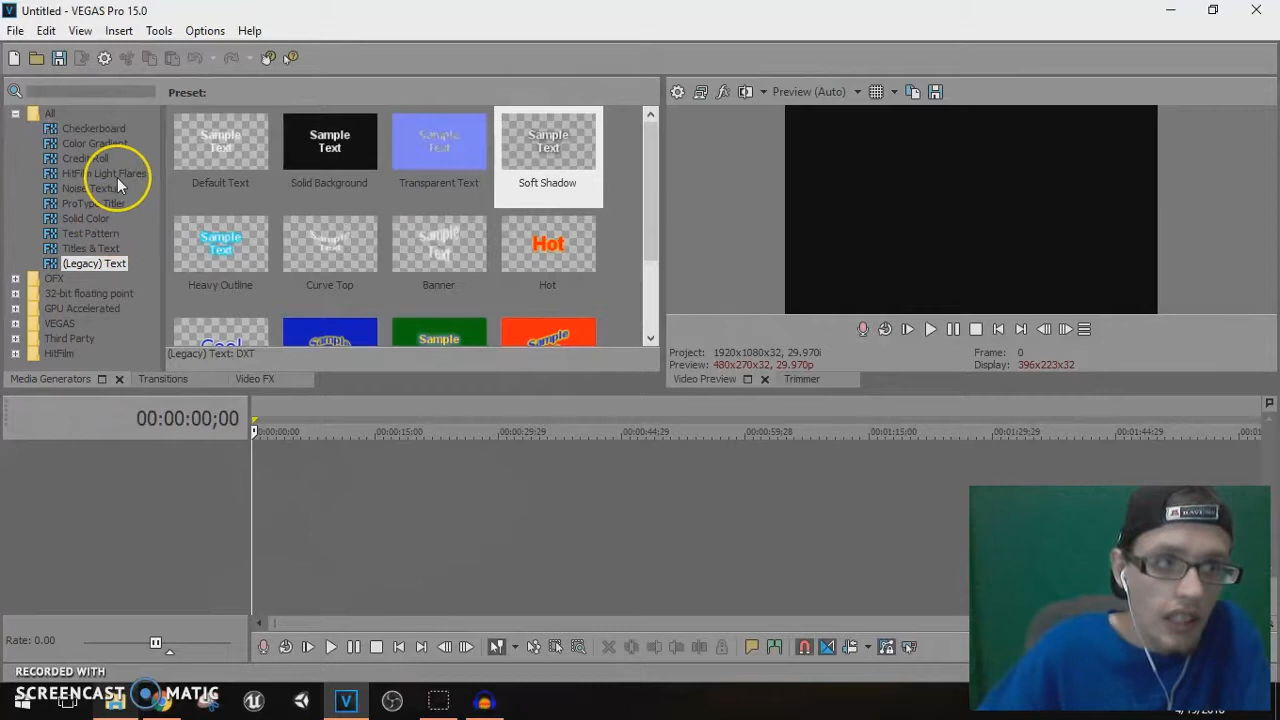 Untitled - VEGAS Pro 15.0
File Edit View Insert Tools Options Help
Preset:
Preview (Auto)
All
Checkerboard
Color Gradient
Credit Roll
HitFilm Light Flares
Noise Texture
ProType Titler
Solid Color
Test Pattern
Titles & Text
(Legacy) Text
OFX
32-bit floating point
GPU Accelerated
VEGAS
Third Party
HitFilm
Sample
Text
Default Text
Sample
Text
Solid Background
Sample
Text
Transparent Text
Sample
Text
Soft Shadow
Sample
Text
Heavy Outline
Sample
Text
Curve Top
Sample
Text
Banner
Hot
Hot
Cool
Sample
Sample
Sample
(Legacy) Text: DXT
Media Generators
Transitions
Video FX
Project: 1920x1080x32, 29.970i
Preview: 480x270x32, 29.970p
Frame: 0
Display: 396x223x32
Video Preview
Trimmer
00:00:00;00
00:00:00;00 00:00:15;00 00:00:29;29 00:00:44;29 00:00:59;28 00:01:15;00 00:01:29;29 00:01:44;29
Rate: 0.00
RECORDED WITH
SCREENCAST MATIC